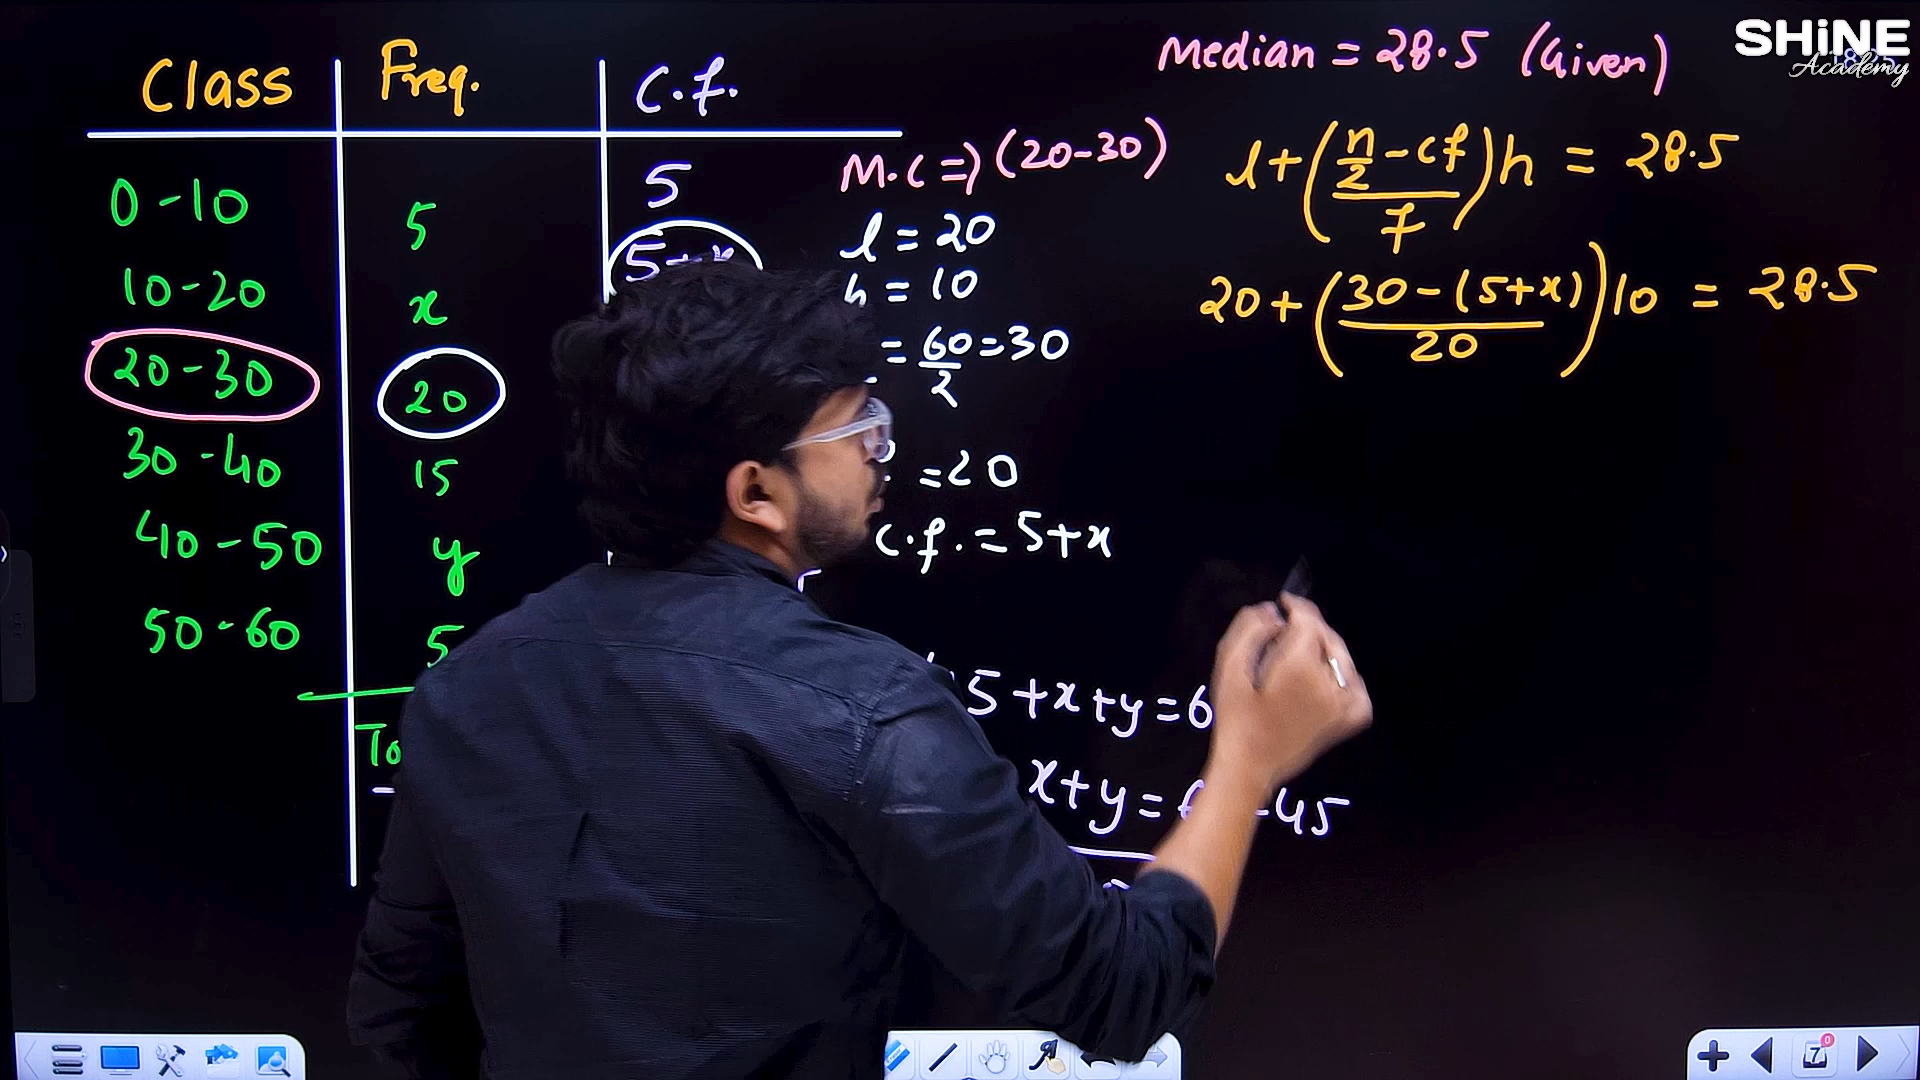 SHiNE
Academy
Class Freq. C.f.
0-10 5 5
10-20 x
20-30 20
30-40 15
40-50 y
50-60 5
Median = 28.5 (Given)
M.C => (20-30)
l = 20
h = 10
= 60/2 = 30
= 20
C.f. = 5+x
5+x+y=6
x+y= -45
l+(n/2-cf/f)h = 28.5
20+(30-(5+x)/20)10 = 28.5
7
0